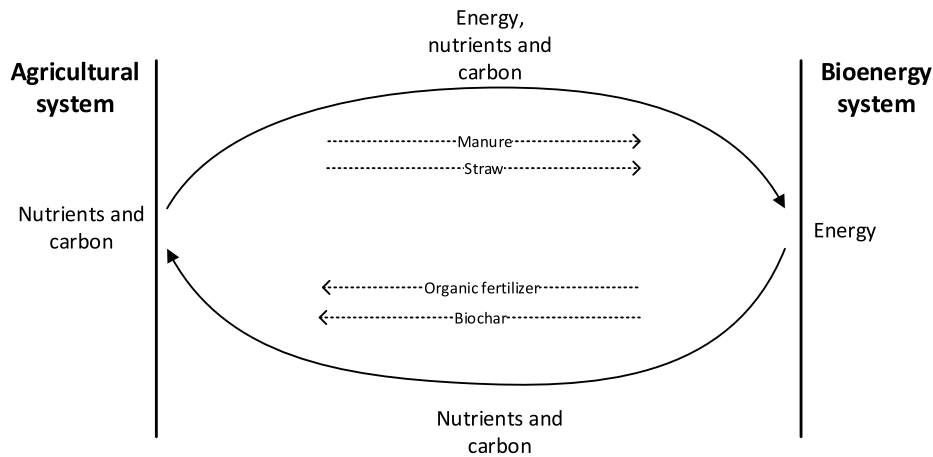 Energy,
nutrients and
carbon
Agricultural
system
Bioenergy
system
Manure
Straw
Nutrients and
carbon
Energy
Organic fertilizer
Biochar
Nutrients and
carbon